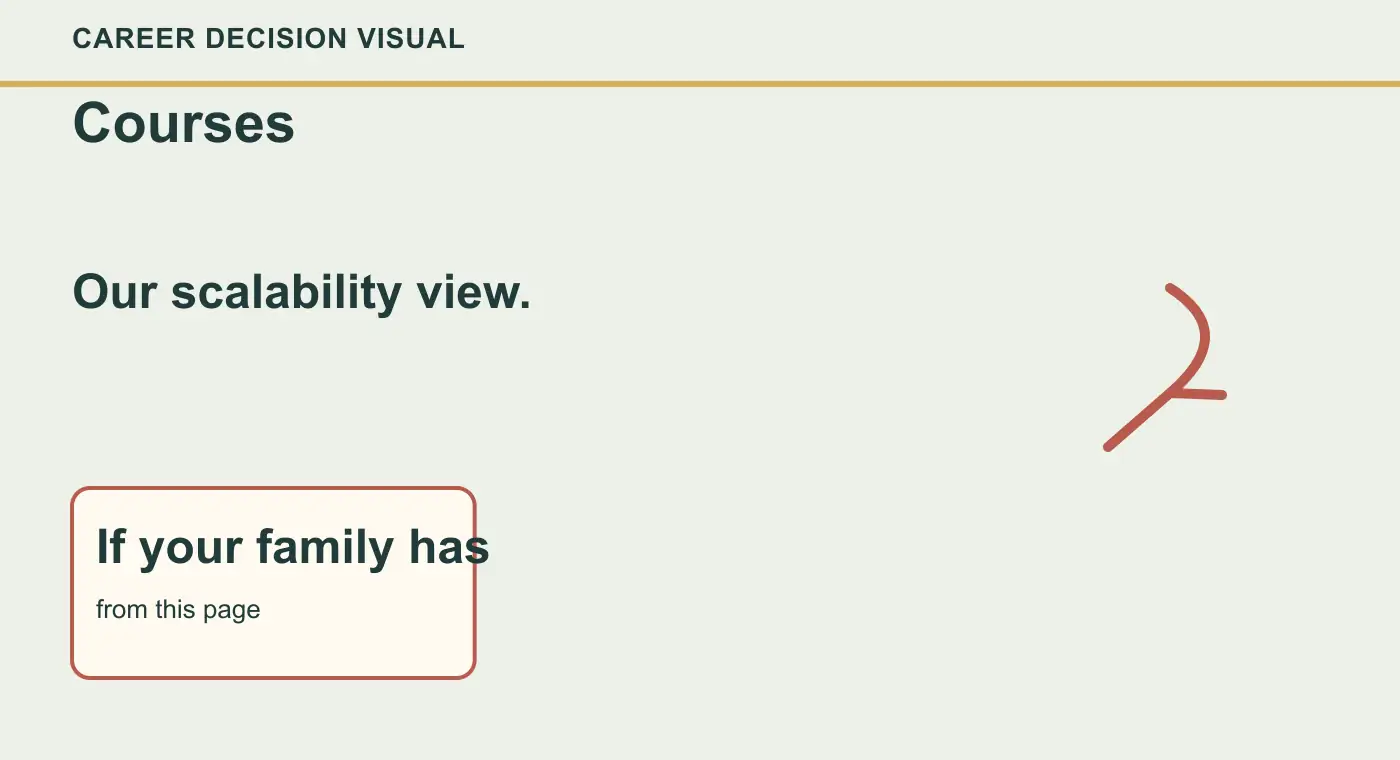 CAREER DECISION VISUAL
Courses
Our scalability view.
If your family has
from this page